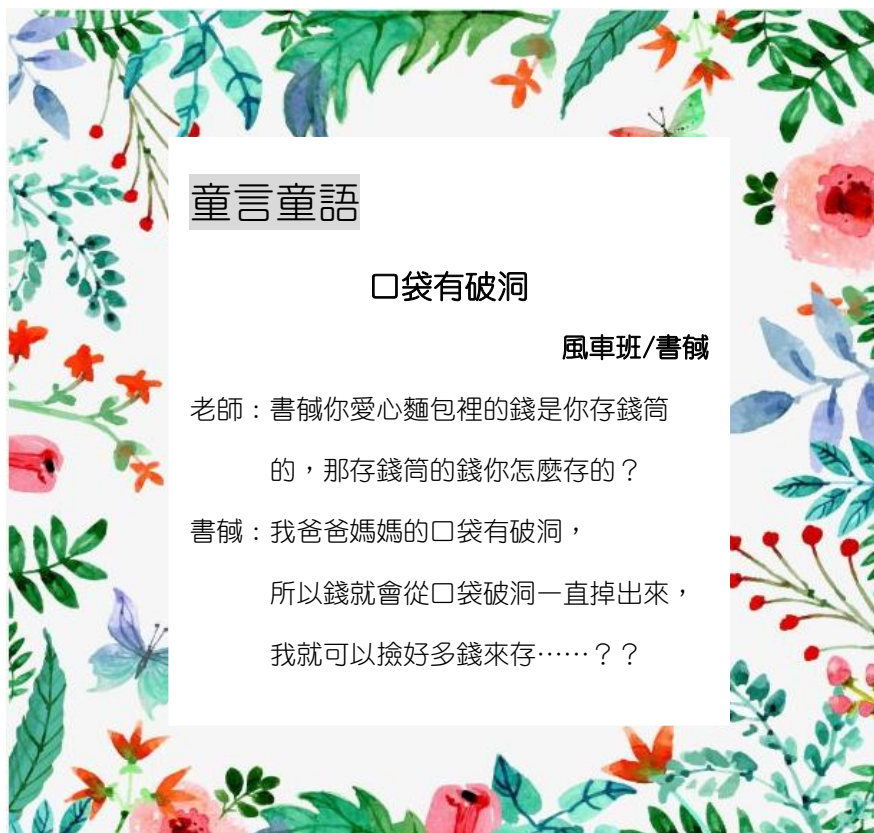 童言童語
口袋有破洞
風車班/書鋮
老師：書鋮你愛心麵包裡的錢是你存錢筒
的，那存錢筒的錢你怎麼存的？
書鋮：我爸爸媽媽的口袋有破洞，
所以錢就會從口袋破洞一直掉出來，
我就可以撿好多錢來存……？？